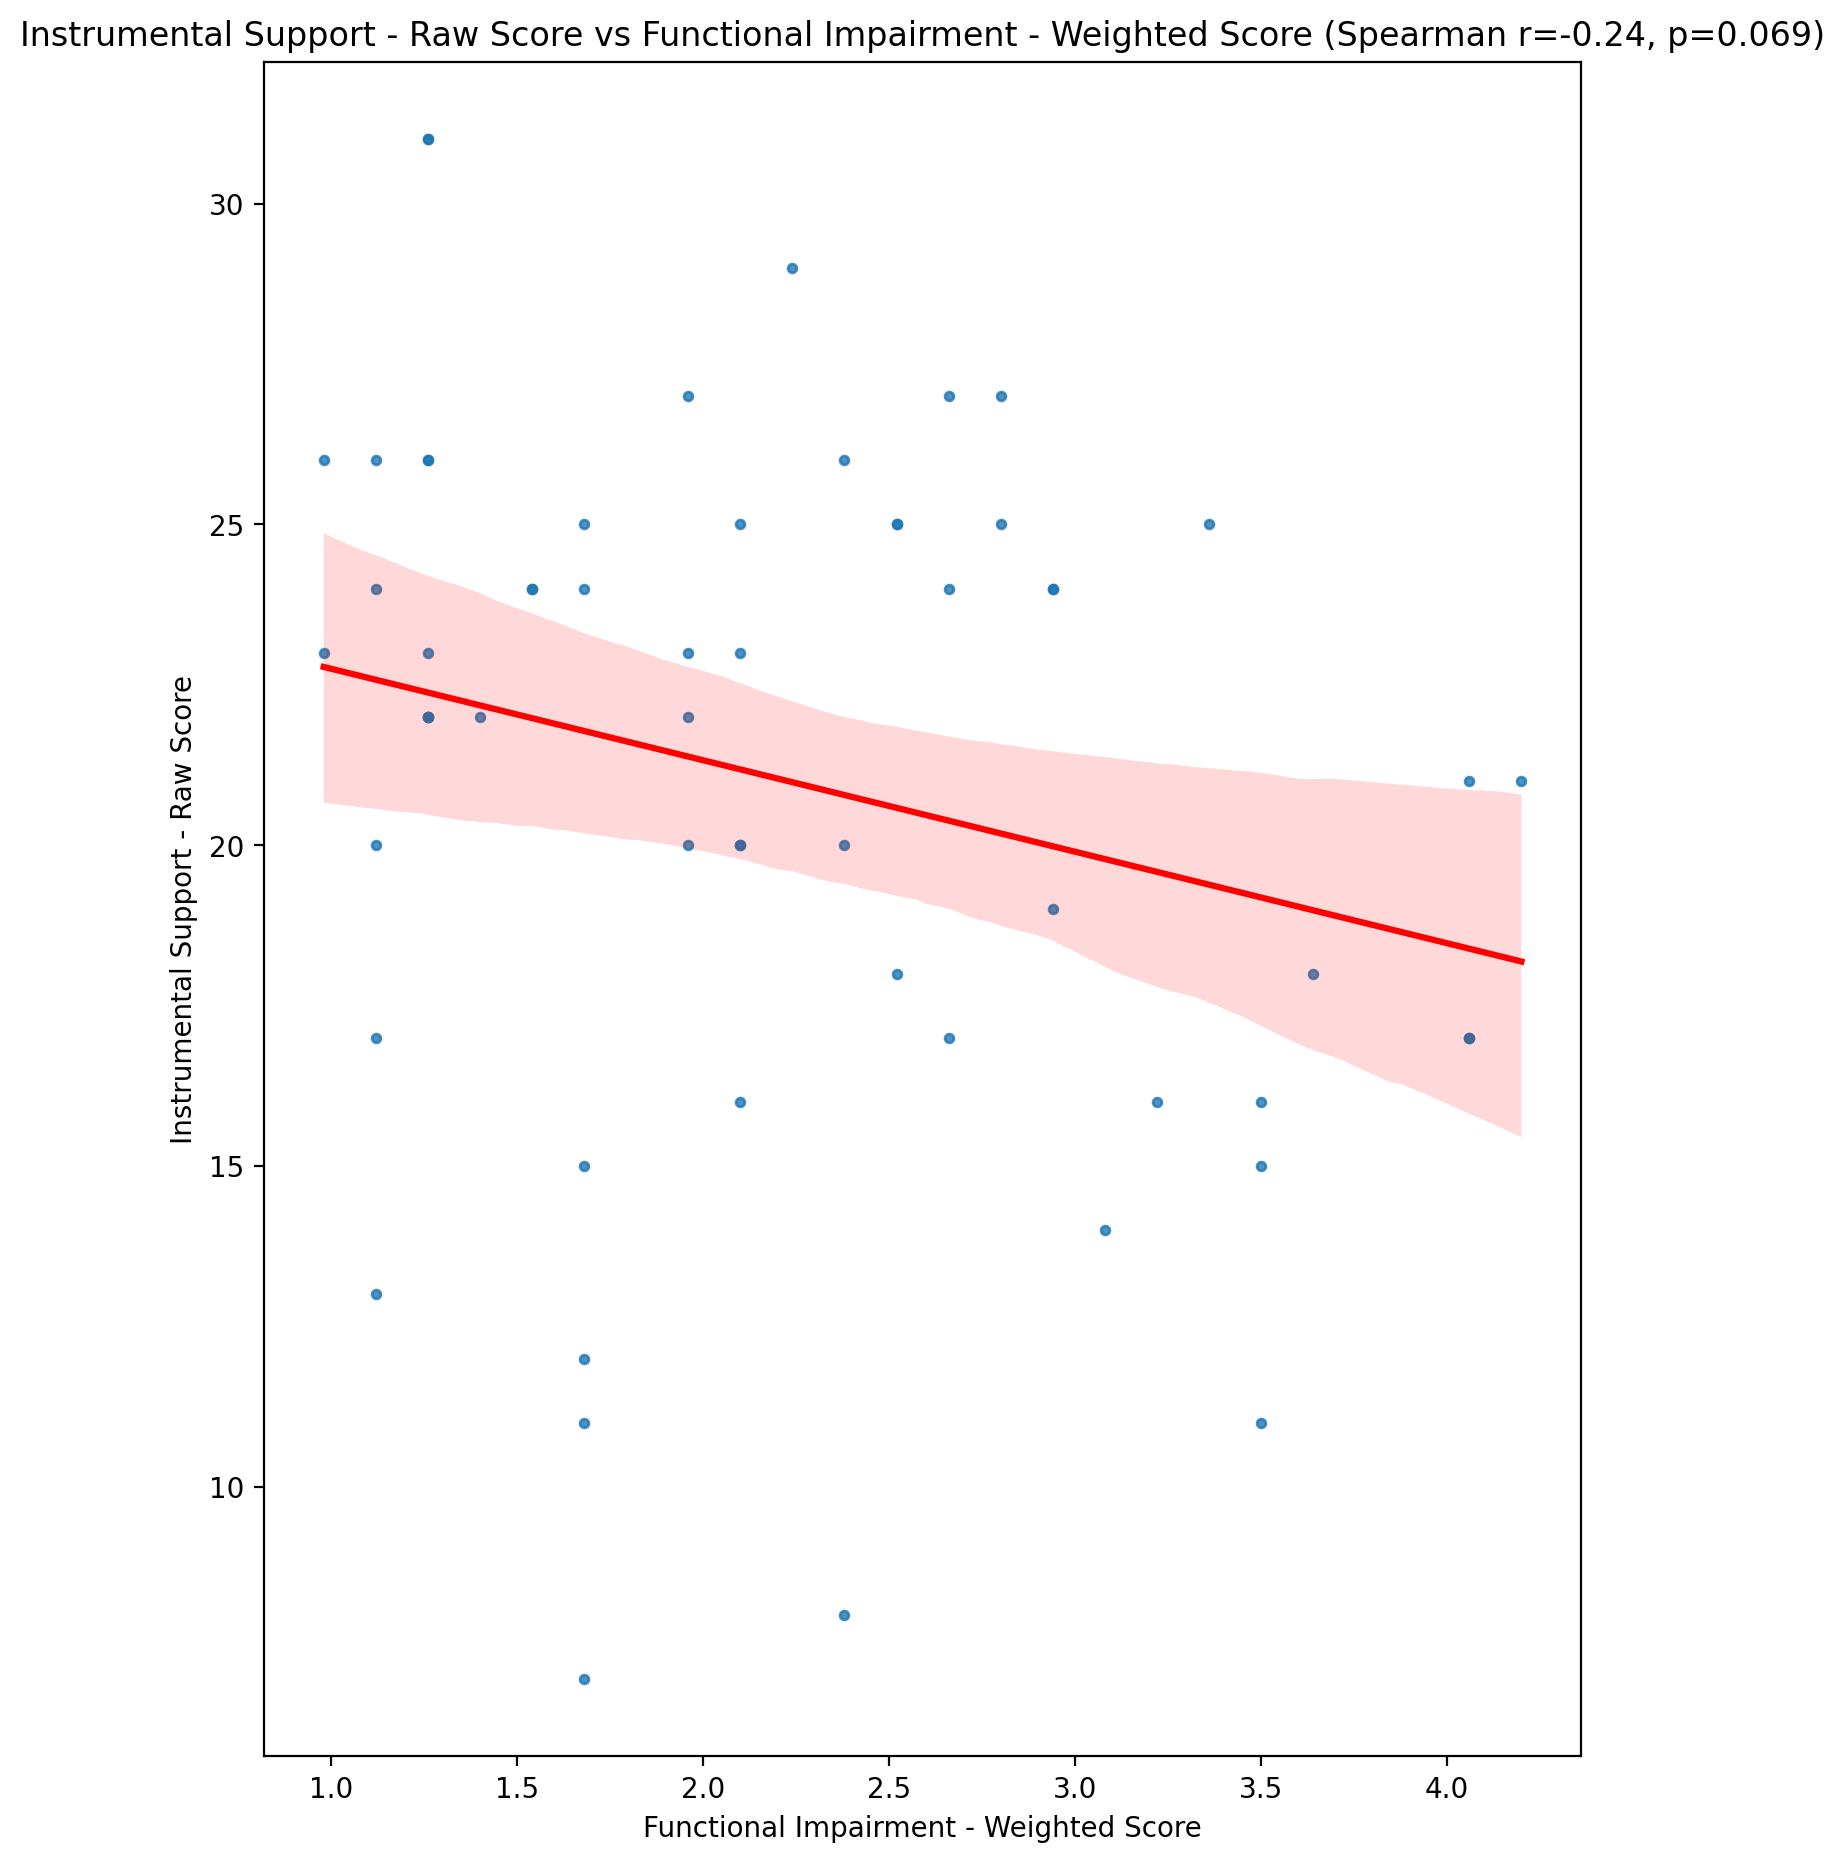 Instrumental Support - Raw Score vs Functional Impairment - Weighted Score (Spearman r=-0.24, p=0.069)
30
25
20
15
10
Instrumental Support - Raw Score
1.0 1.5 2.0 2.5 3.0 3.5 4.0
Functional Impairment - Weighted Score